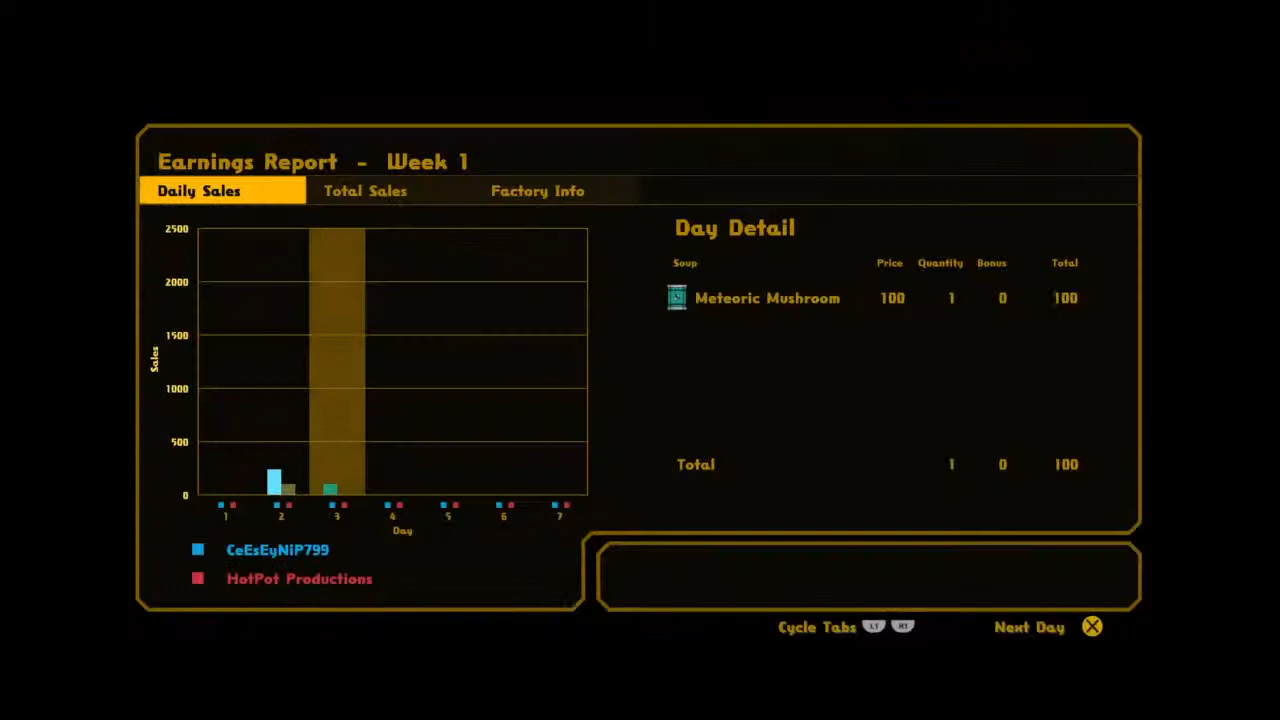 Earnings Report - Week 1
Daily Sales Total Sales Factory Info
Day Detail
Soup Price Quantity Bonus Total
Meteoric Mushroom 100 1 0 100
Total 1 0 100
2500
2000
1500
1000
500
0
Sales
1 2 3 4 5 6 7
Day
CeEsEyNiP799
HotPot Productions
Cycle Tabs LT RT Next Day X